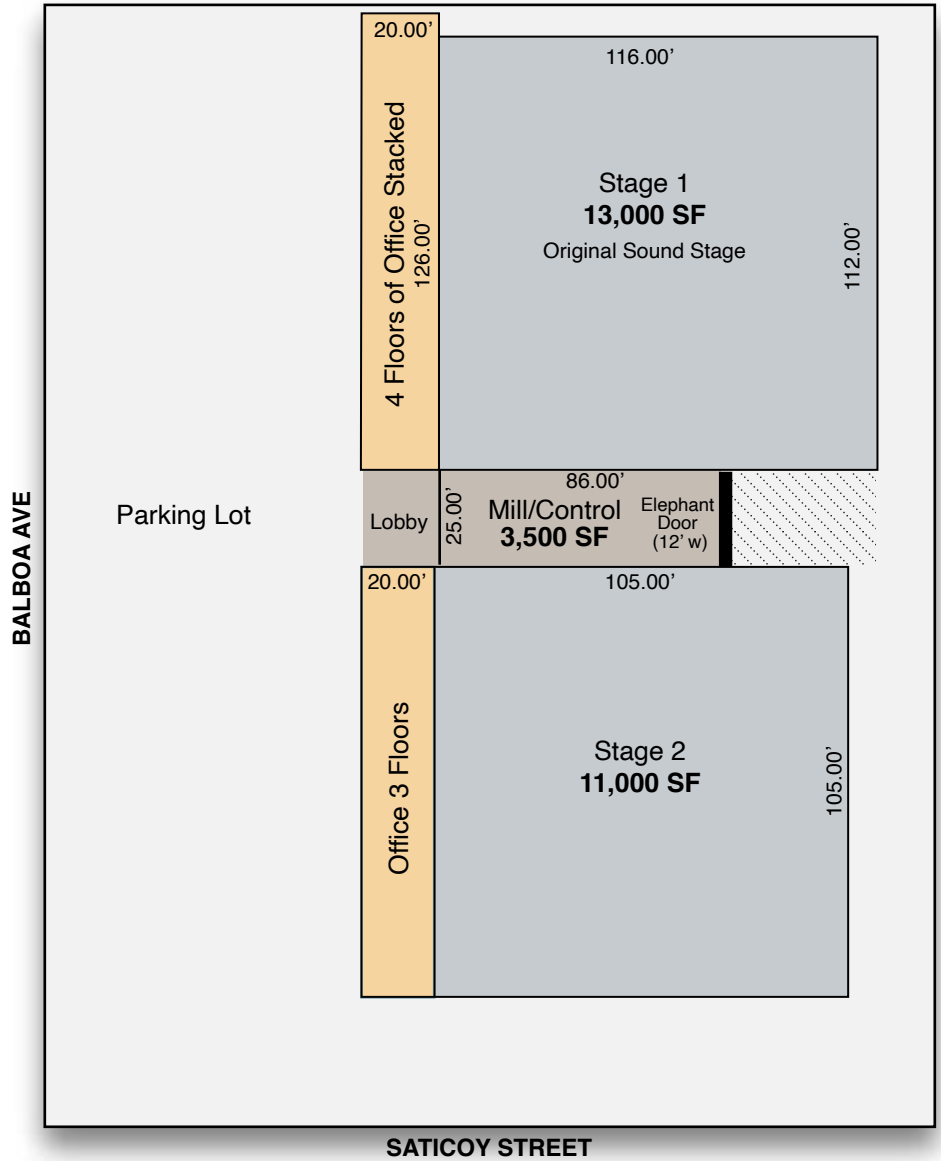 20.00’
116.00’
4 Floors of Office Stacked
126.00’
Stage 1
13,000 SF
Original Sound Stage
112.00’
BALBOA AVE
Parking Lot
Lobby
25.00’
86.00’
Mill/Control
3,500 SF
Elephant
Door
(12’ w)
20.00’
105.00’
Office 3 Floors
Stage 2
11,000 SF
105.00’
SATICOY STREET